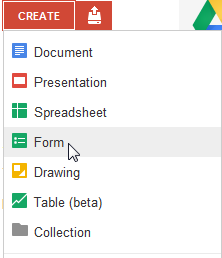 CREATE
Document
Presentation
Spreadsheet
Form
Drawing
Table (beta)
Collection